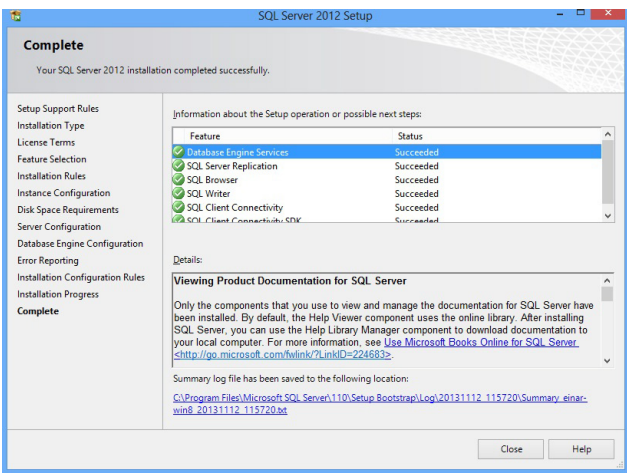 SQL Server 2012 Setup
Complete
Your SQL Server 2012 installation completed successfully.
Setup Support Rules
Installation Type
License Terms
Feature Selection
Installation Rules
Instance Configuration
Disk Space Requirements
Server Configuration
Database Engine Configuration
Error Reporting
Installation Configuration Rules
Installation Progress
Complete
Information about the Setup operation or possible next steps:
Feature Status
Database Engine Services Succeeded
SQL Server Replication Succeeded
SQL Browser Succeeded
SQL Writer Succeeded
SQL Client Connectivity Succeeded
SQL Client Connectivity SDK Succeeded
Details:
Viewing Product Documentation for SQL Server
Only the components that you use to view and manage the documentation for SQL Server have
been installed. By default, the Help Viewer component uses the online library. After installing
SQL Server, you can use the Help Library Manager component to download documentation to
your local computer. For more information, see Use Microsoft Books Online for SQL Server
<http://go.microsoft.com/fwlink/?LinkID=224683>.
Summary log file has been saved to the following location:
C:\Program Files\Microsoft SQL Server\110\Setup Bootstrap\Log\20131112_115720\Summary_einar-
win8_20131112_115720.txt
Close Help